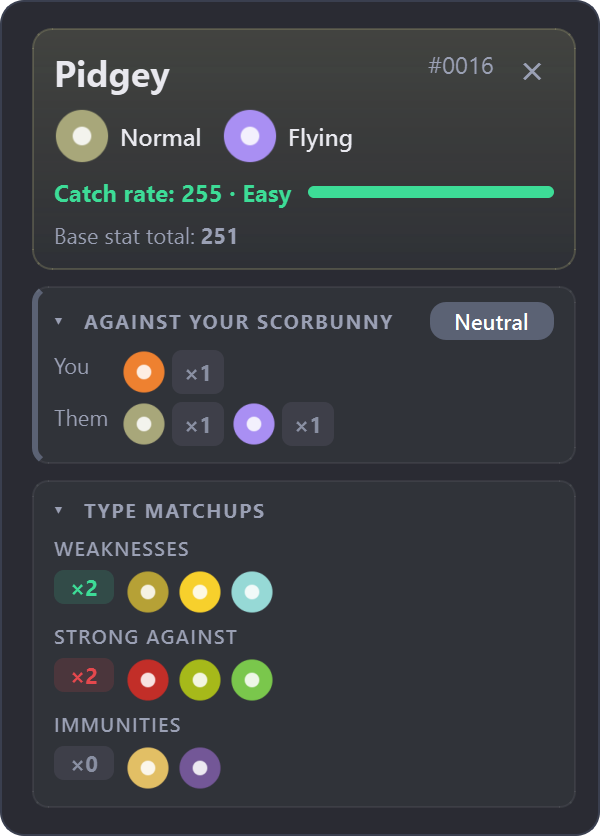 Pidgey #0016 ×
Normal Flying
Catch rate: 255 · Easy
Base stat total: 251
▾ AGAINST YOUR SCORBUNNY Neutral
You ×1
Them ×1 ×1
▾ TYPE MATCHUPS
WEAKNESSES
×2
STRONG AGAINST
×2
IMMUNITIES
×0